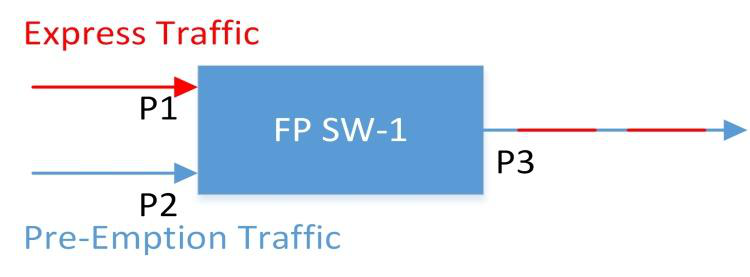 Express Traffic
P1
FP SW-1
P3
P2
Pre-Emption Traffic